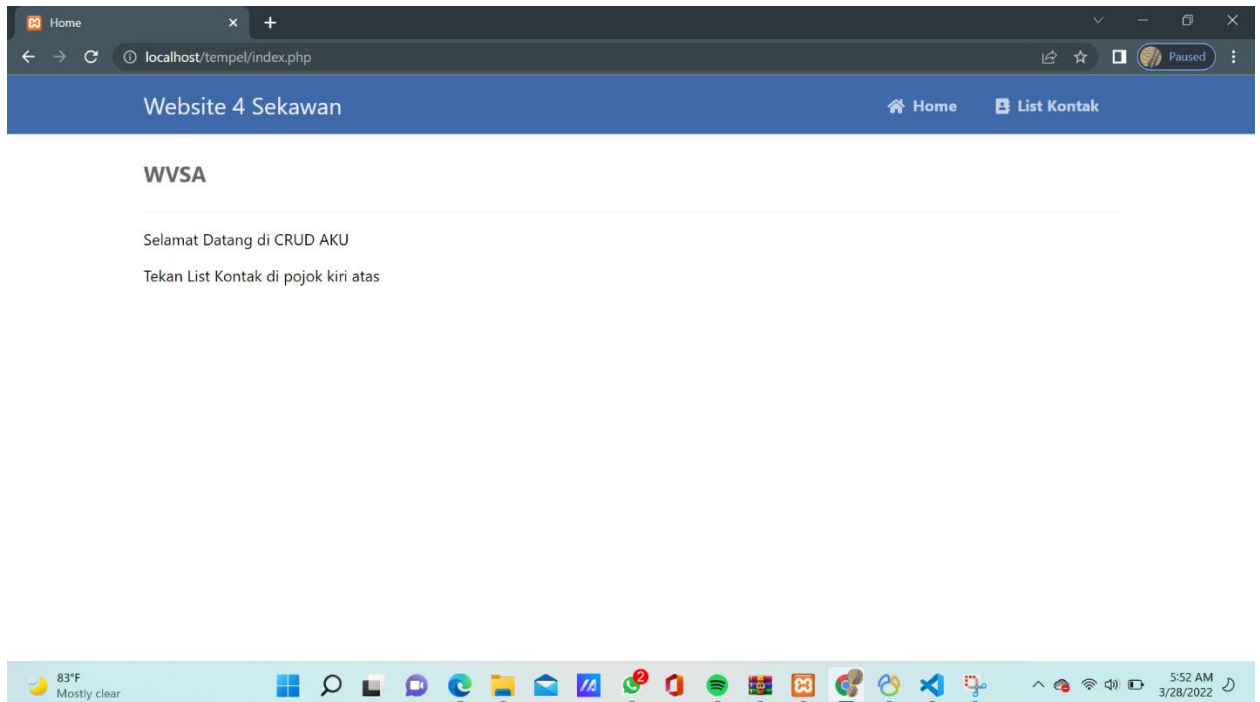 Home
localhost/tempel/index.php
Paused
Website 4 Sekawan
Home
List Kontak
WVSA
Selamat Datang di CRUD AKU
Tekan List Kontak di pojok kiri atas
83°F
Mostly clear
2
5:52 AM
3/28/2022